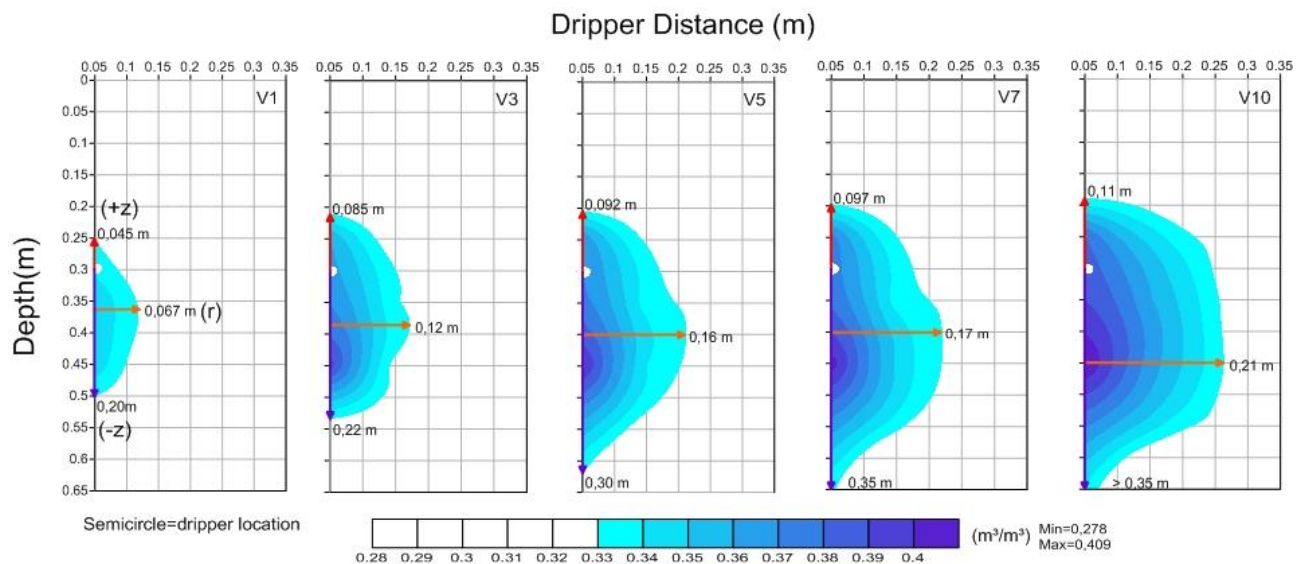 Dripper Distance (m)
0.05 0.1 0.15 0.2 0.25 0.3 0.35
0.05 0.1 0.15 0.2 0.25 0.3 0.35
0.05 0.1 0.15 0.2 0.25 0.3 0.35
0.05 0.1 0.15 0.2 0.25 0.3 0.35
0.05 0.1 0.15 0.2 0.25 0.3 0.35
V1
V3
V5
V7
V10
Depth(m)
0
0.05
0.1
0.15
0.2
0.25
0.3
0.35
0.4
0.45
0.5
0.55
0.6
0.65
(+z)
0,045 m
0,067 m (r)
0,20m
(-z)
0,085 m
0,12 m
0,22 m
0,092 m
0,16 m
0,30 m
0,097 m
0,17 m
0,35 m
0,11 m
0,21 m
> 0,35 m
Semicircle=dripper location
0.28 0.29 0.3 0.31 0.32 0.33 0.34 0.35 0.36 0.37 0.38 0.39 0.4
(m³/m³)
Min=0,278
Max=0,409